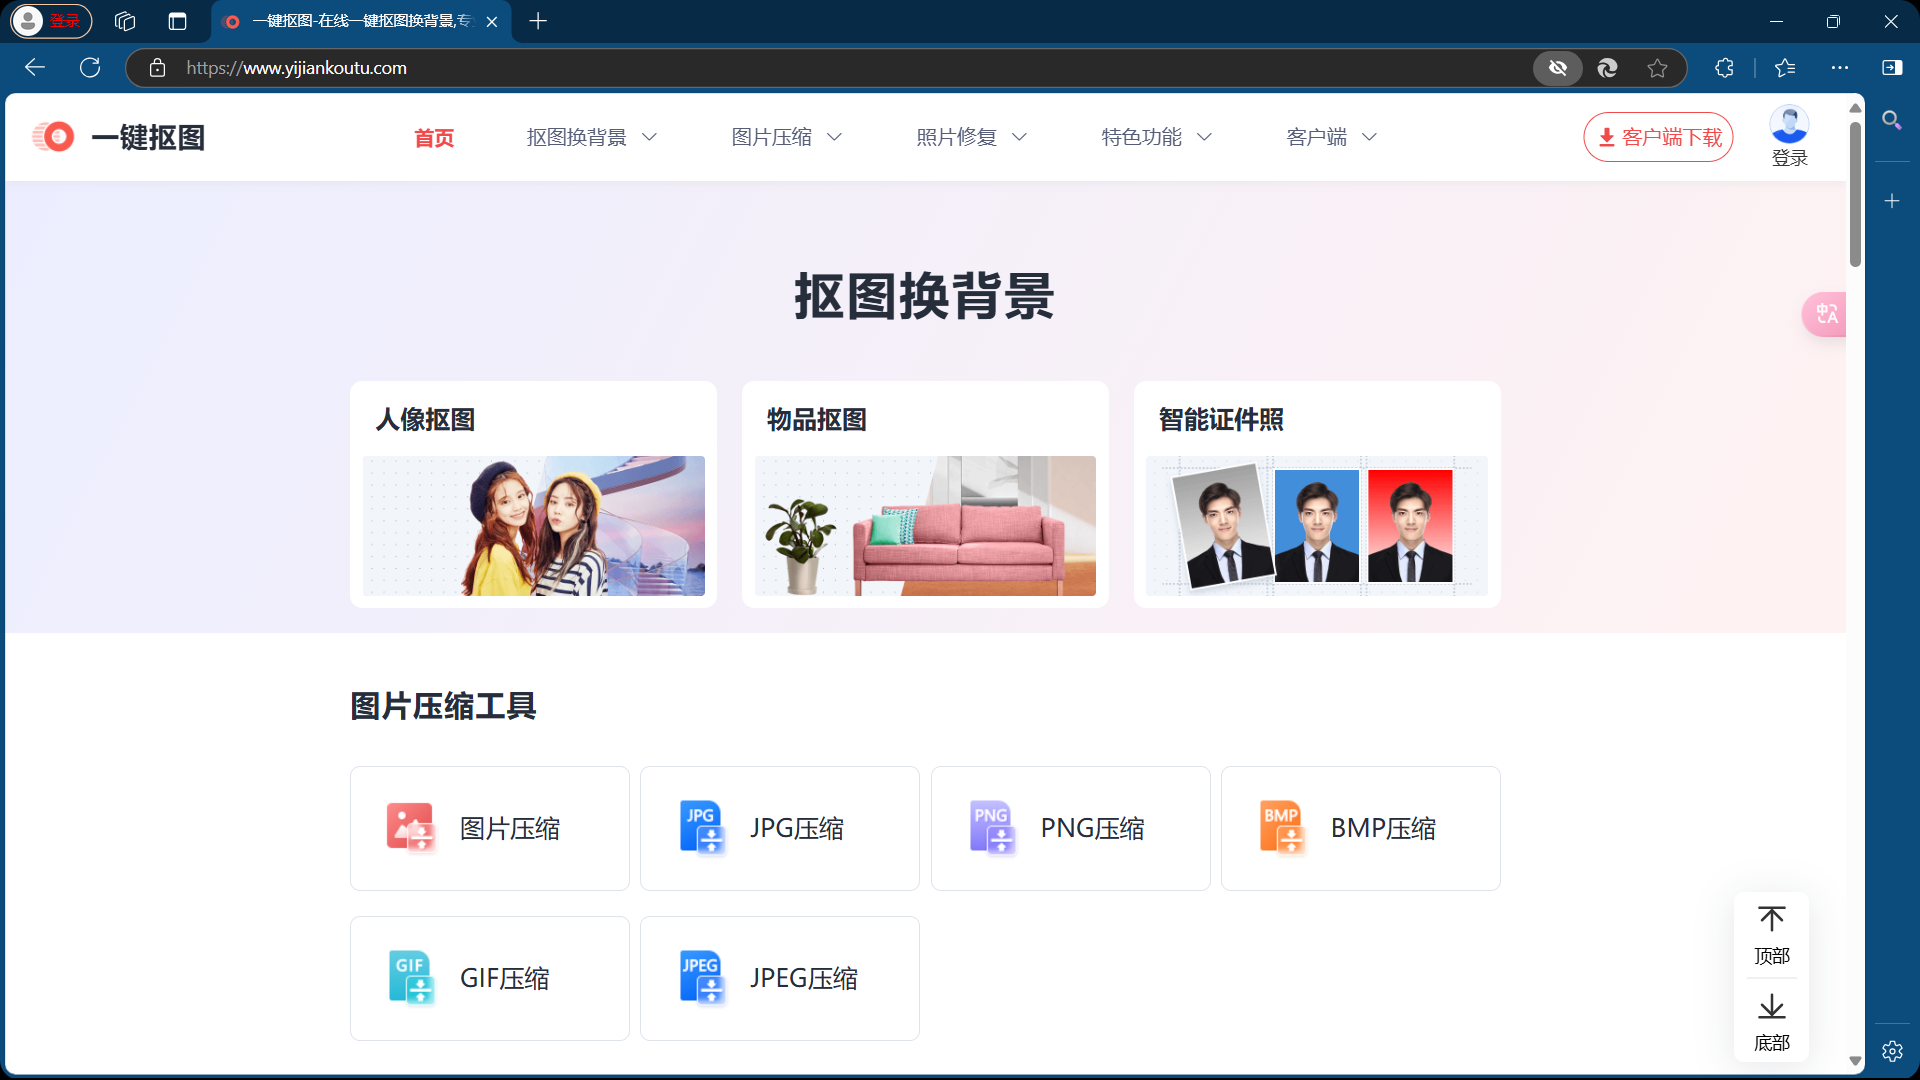 登录
一键抠图-在线一键抠图换背景,专
https://www.yijiankoutu.com
一键抠图
首页
抠图换背景
图片压缩
照片修复
特色功能
客户端
客户端下载
登录
抠图换背景
人像抠图
物品抠图
智能证件照
图片压缩工具
图片压缩
JPG
JPG压缩
PNG
PNG压缩
BMP
BMP压缩
GIF
GIF压缩
JPEG
JPEG压缩
顶部
底部